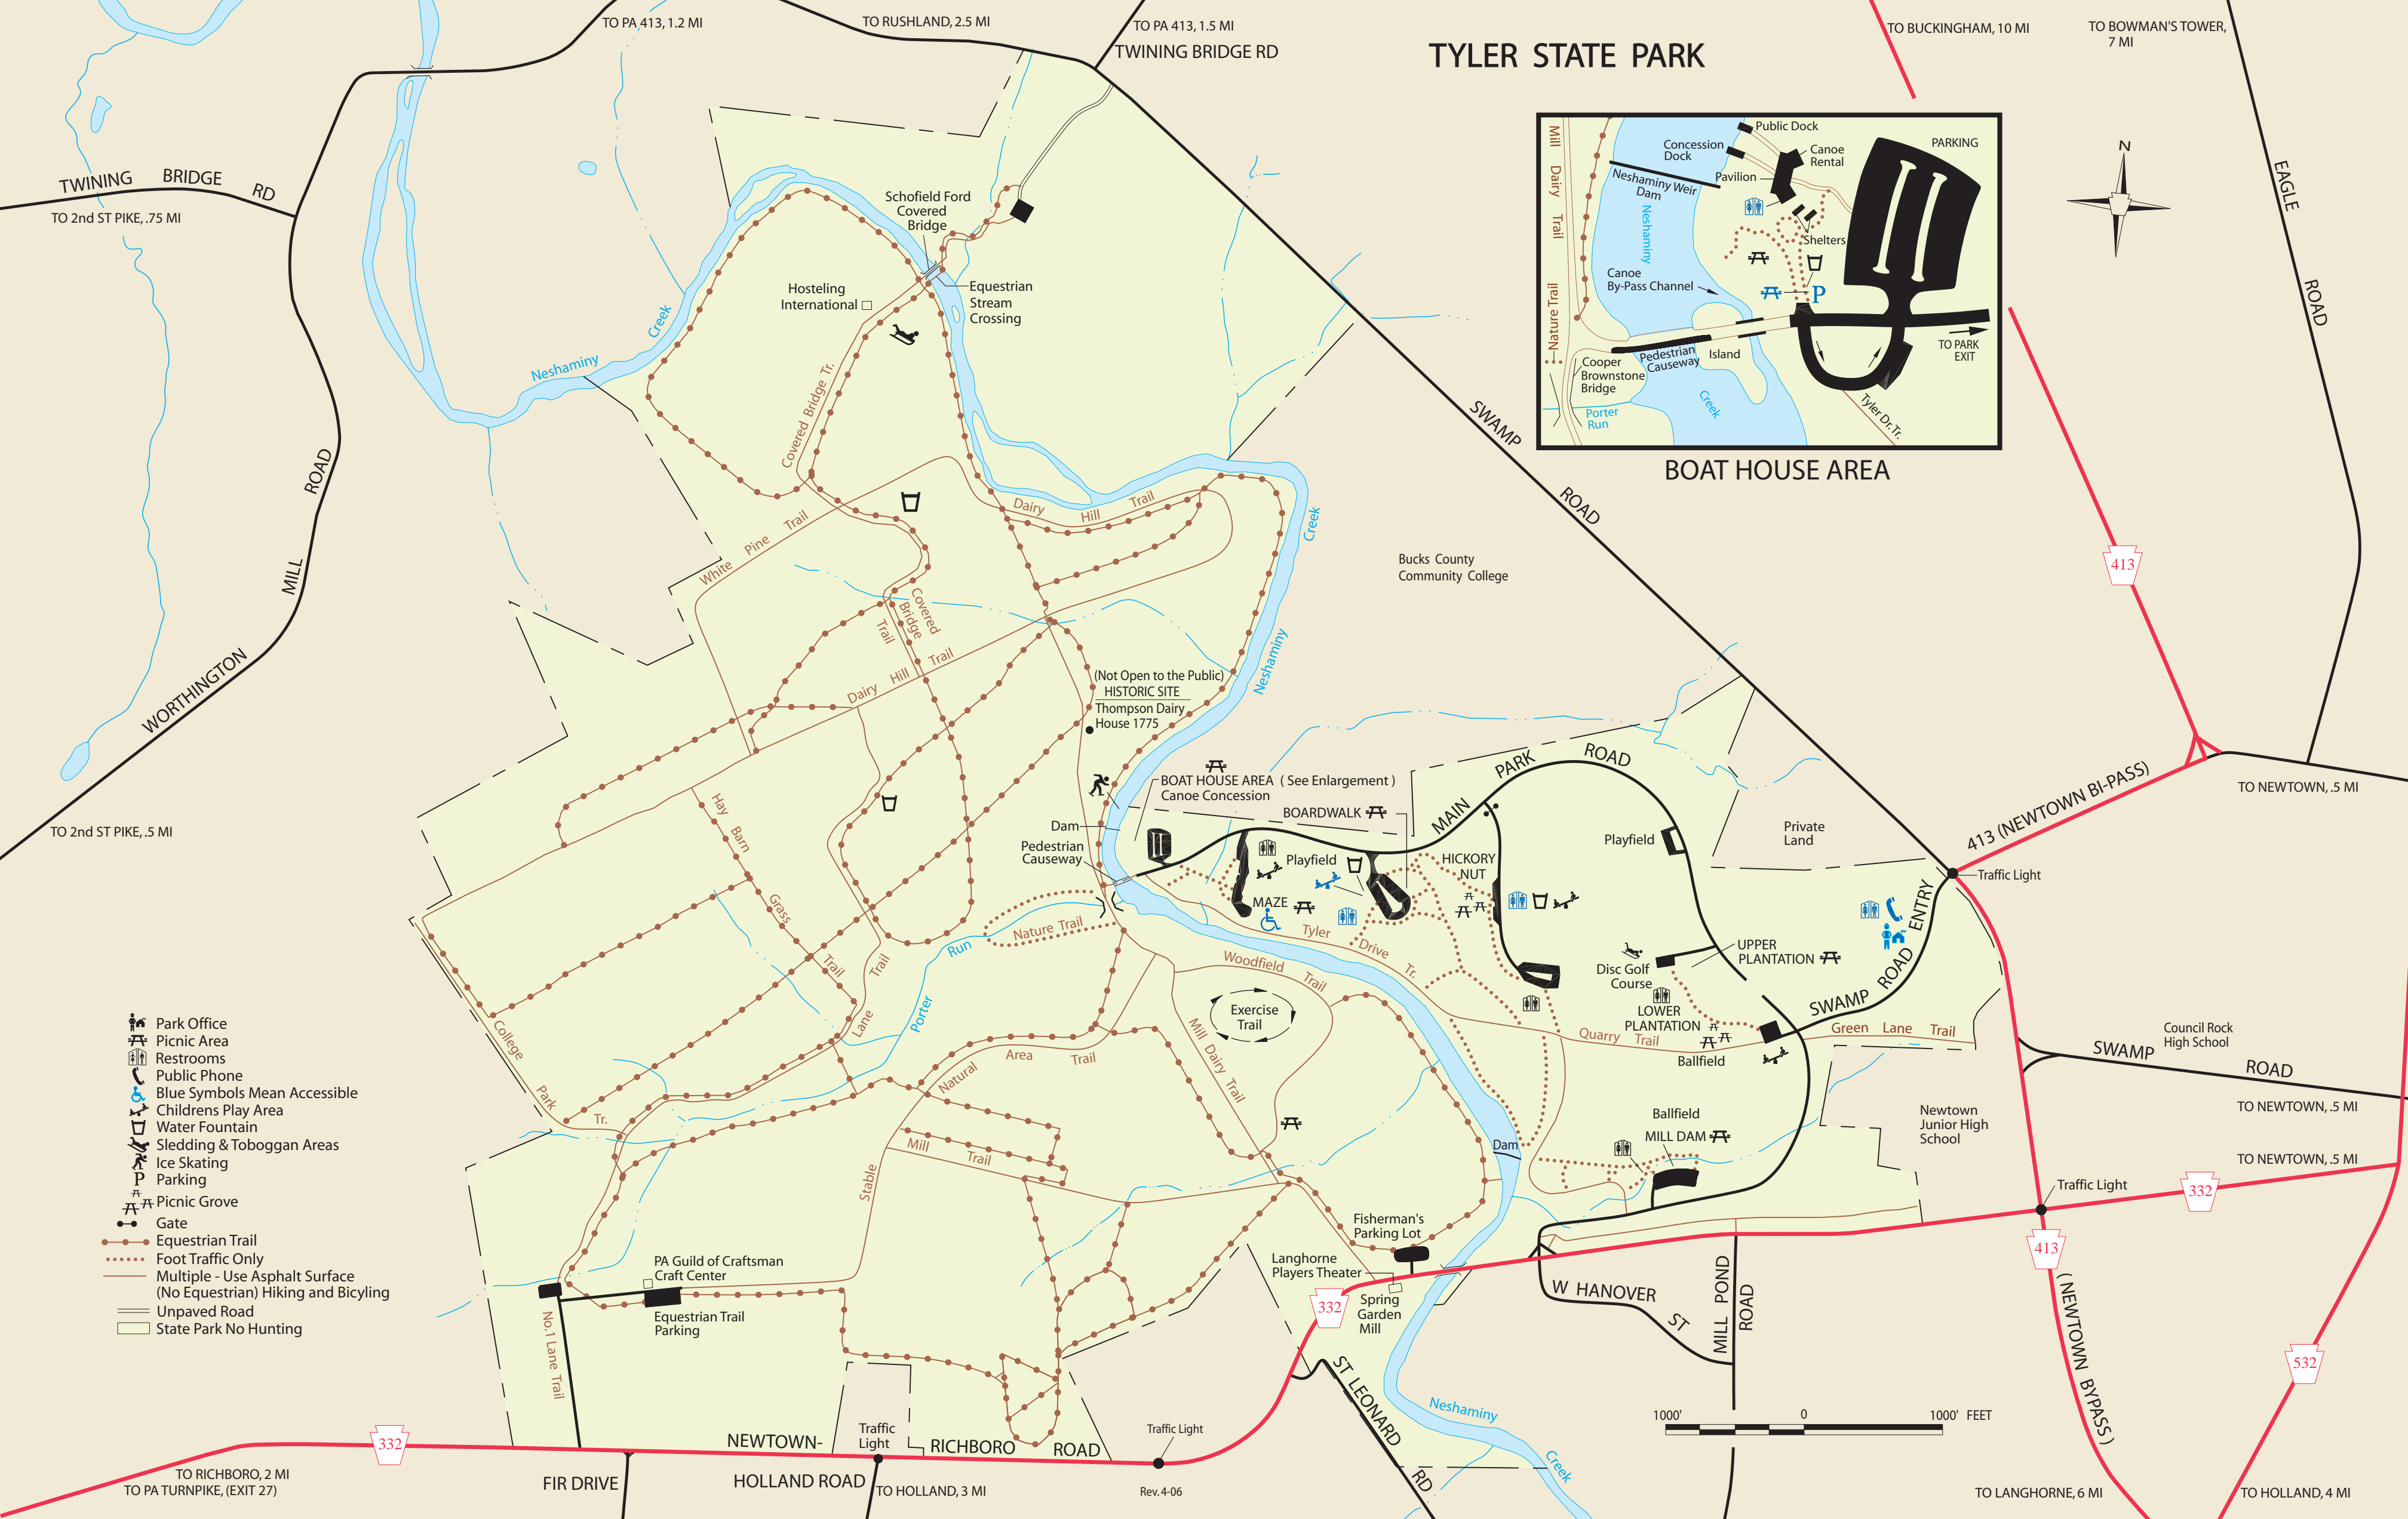 TO PA 413, 1.2 MI
TO RUSHLAND, 2.5 MI
TO PA 413, 1.5 MI
TWINING BRIDGE RD
TYLER STATE PARK
TO BUCKINGHAM, 10 MI
TO BOWMAN'S TOWER,
7 MI
TWINING BRIDGE RD
TO 2nd ST PIKE, .75 MI
Mill Dairy Trail
Nature Trail
Public Dock
Concession
Dock
Canoe
Rental
PARKING
Neshaminy Weir
Dam
Pavilion
Neshaminy
Shelters
Canoe
By-Pass Channel
P
Cooper
Brownstone
Bridge
Pedestrian
Causeway
Island
TO PARK
EXIT
Porter
Run
Creek
Tyler Dr. Tr.
BOAT HOUSE AREA
N
EAGLE ROAD
Schofield Ford
Covered
Bridge
Hosteling
International
Equestrian
Stream
Crossing
Neshaminy
Creek
Covered Bridge Tr.
SWAMP ROAD
White Pine Trail
Dairy Hill Trail
Creek
Neshaminy
Bucks County
Community College
413
WORTHINGTON MILL ROAD
TO 2nd ST PIKE, .5 MI
Covered
Bridge
Trail
Dairy Hill Trail
(Not Open to the Public)
HISTORIC SITE
Thompson Dairy
House 1775
BOAT HOUSE AREA ( See Enlargement )
Canoe Concession
BOARDWALK
Dam
Pedestrian
Causeway
MAIN PARK ROAD
Playfield
Private
Land
413 (NEWTOWN BI-PASS)
TO NEWTOWN, .5 MI
Traffic Light
Playfield
HICKORY
NUT
MAZE
Hay Barn
Grass Trail
Nature Trail
Tyler Drive Tr.
Woodfield Trail
Run
Porter
Lane Trail
Exercise
Trail
Disc Golf
Course
UPPER
PLANTATION
LOWER
PLANTATION
SWAMP ROAD ENTRY
Quarry Trail
Green Lane Trail
Ballfield
Council Rock
High School
SWAMP ROAD
TO NEWTOWN, .5 MI
College Park Tr.
Natural Area Trail
Mill Dairy Trail
Mill Trail
Stable
Dam
Ballfield
MILL DAM
Newtown
Junior High
School
TO NEWTOWN, .5 MI
Traffic Light
332
413
(NEWTOWN BYPASS)
Park Office
Picnic Area
Restrooms
Public Phone
Blue Symbols Mean Accessible
Childrens Play Area
Water Fountain
Sledding & Toboggan Areas
Ice Skating
P Parking
Picnic Grove
Gate
Equestrian Trail
Foot Traffic Only
Multiple - Use Asphalt Surface
(No Equestrian) Hiking and Bicyling
Unpaved Road
State Park No Hunting
PA Guild of Craftsman
Craft Center
Equestrian Trail
Parking
No.1 Lane Trail
Fisherman's
Parking Lot
Langhorne
Players Theater
332
Spring
Garden
Mill
W HANOVER ST
MILL POND
ROAD
ST LEONARD RD
Neshaminy
Creek
1000' 0 1000' FEET
532
332
NEWTOWN-
RICHBORO ROAD
Traffic
Light
Traffic Light
TO RICHBORO, 2 MI
TO PA TURNPIKE, (EXIT 27)
FIR DRIVE
HOLLAND ROAD
TO HOLLAND, 3 MI
Rev. 4-06
TO LANGHORNE, 6 MI
TO HOLLAND, 4 MI